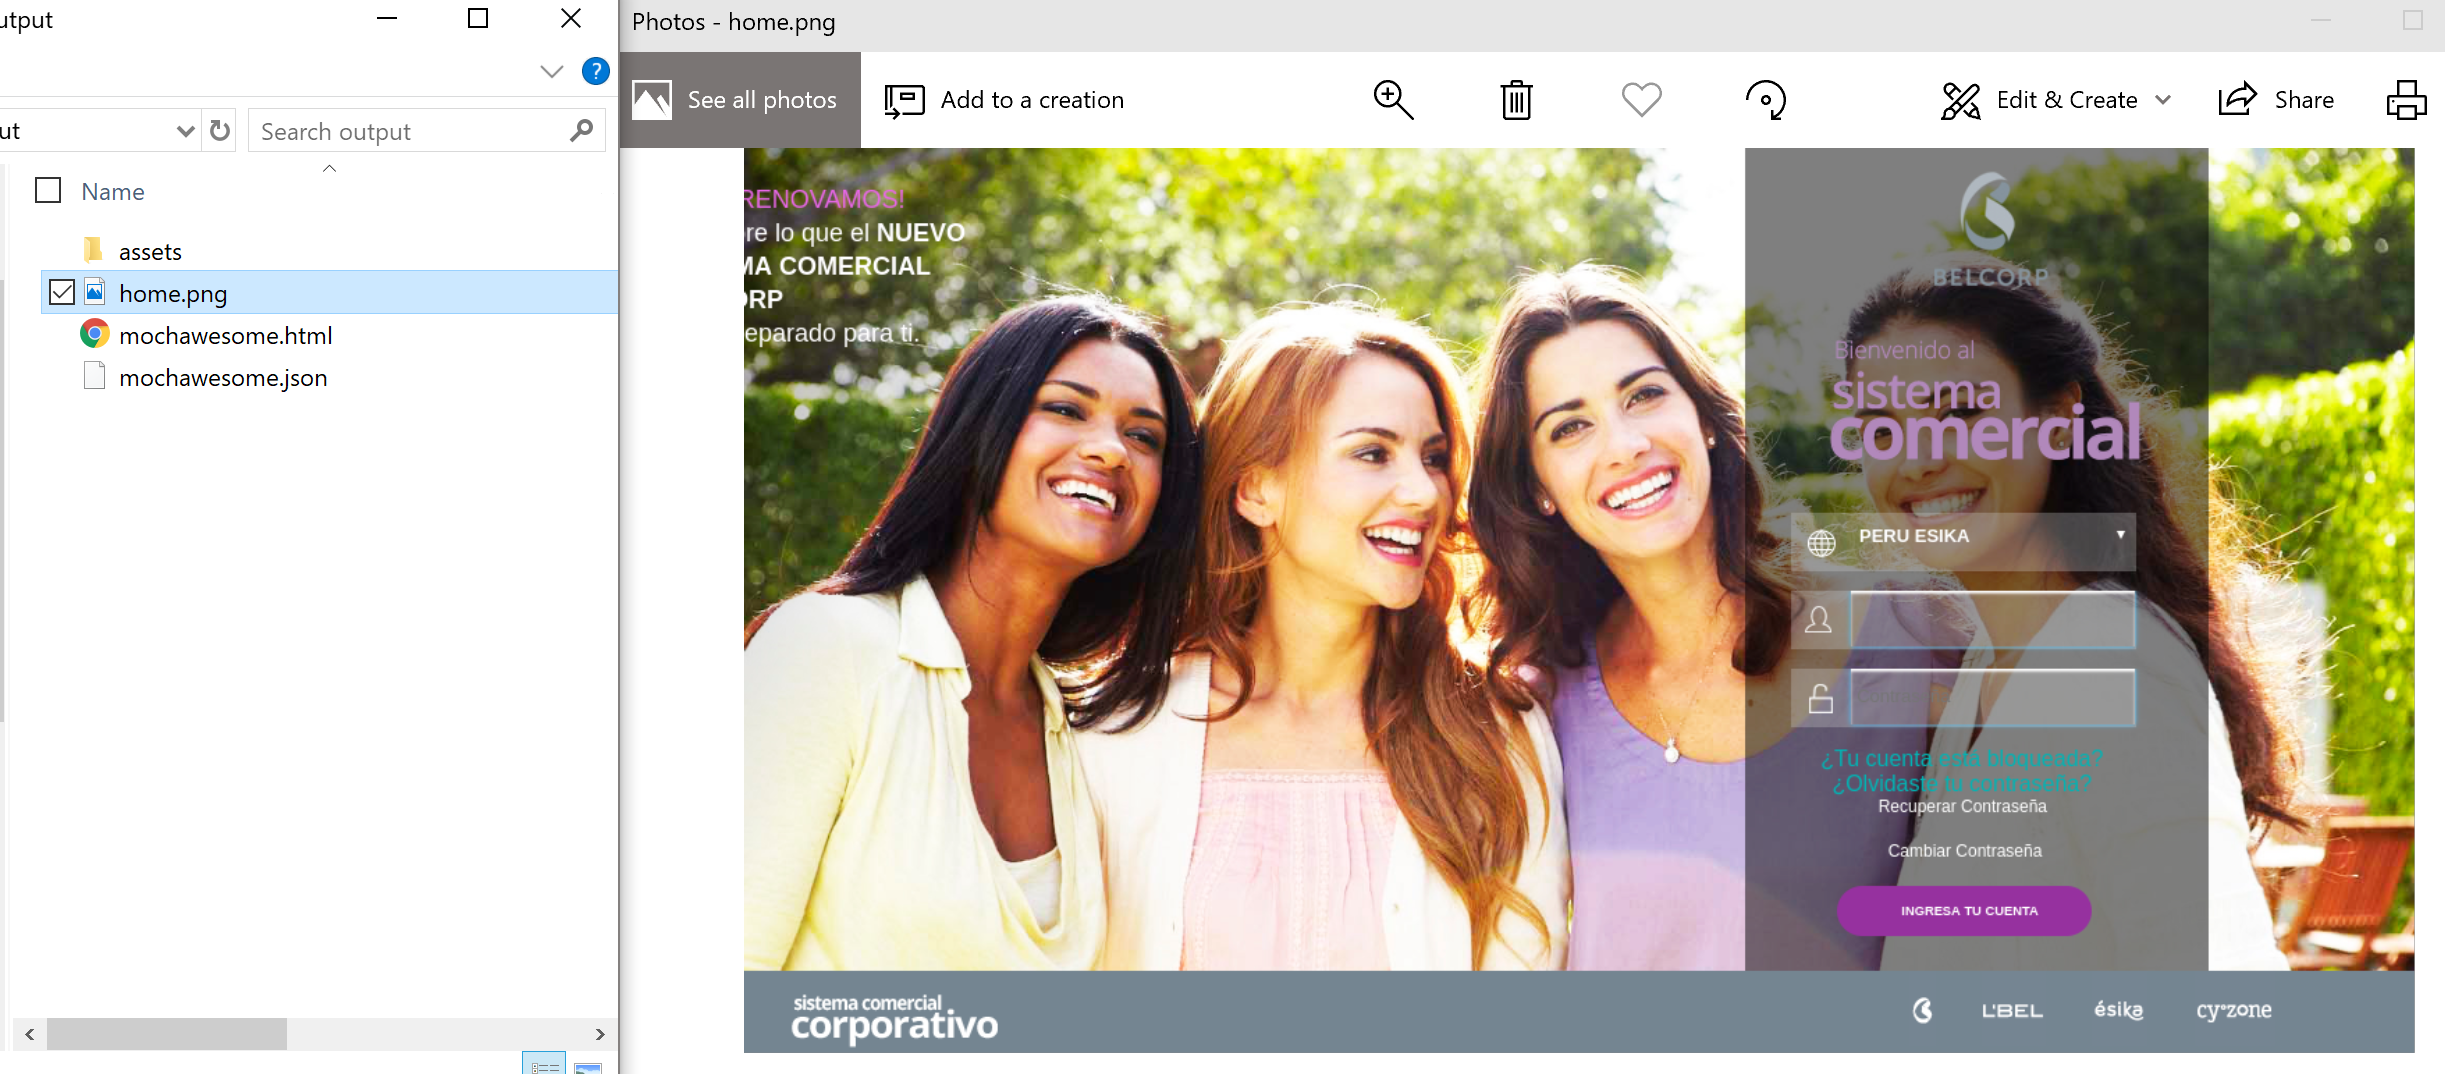 utput
?
ut
Search output
Name
assets
home.png
mochawesome.html
mochawesome.json
Photos - home.png
See all photos
Add to a creation
Edit & Create
Share
RENOVAMOS!
re lo que el NUEVO
MA COMERCIAL
ORP
eparado para ti.
BELCORP
Bienvenido al
sistema
comercial
PERU ESIKA
¿Tu cuenta está bloqueada?
¿Olvidaste tu contraseña?
Recuperar Contraseña
Cambiar Contraseña
INGRESA TU CUENTA
sistema comercial
corporativo
L'BEL
ésika
cy°zone